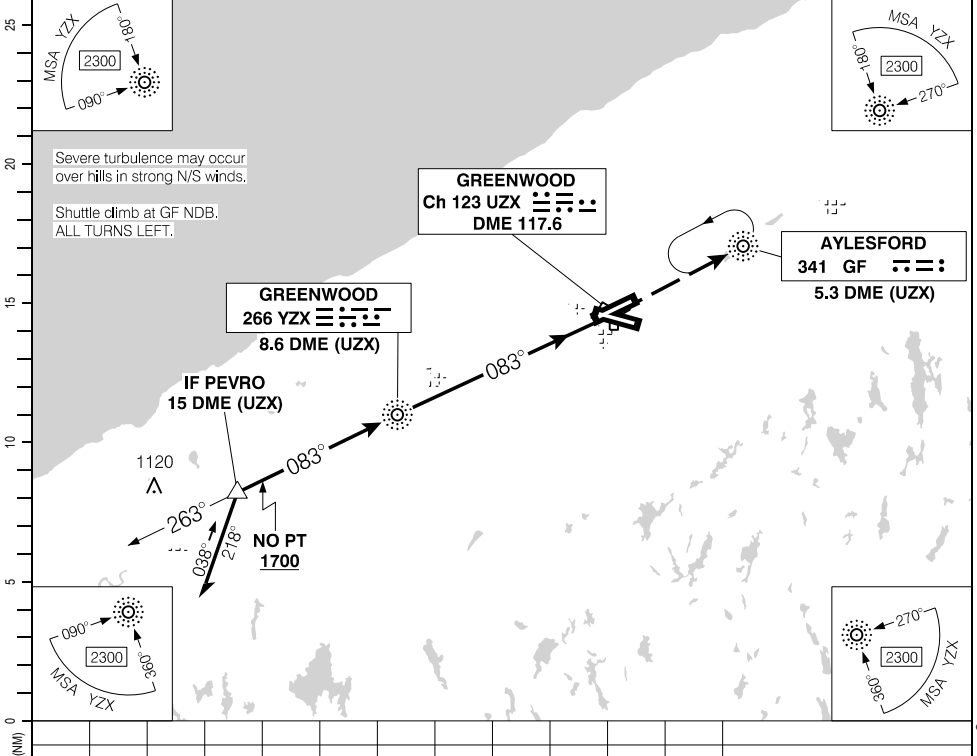 25
20
15
10
5
0
(NM)
MSA YZX
180°
2300
090°
MSA YZX
180°
2300
270°
Severe turbulence may occur
over hills in strong N/S winds.
Shuttle climb at GF NDB.
ALL TURNS LEFT.
GREENWOOD
Ch 123 UZX
DME 117.6
AYLESFORD
341 GF
5.3 DME (UZX)
GREENWOOD
266 YZX
8.6 DME (UZX)
083°
IF PEVRO
15 DME (UZX)
083°
1120
263°
038°
218°
NO PT
1700
090°
2300
360°
MSA YZX
270°
2300
360°
MSA YZX